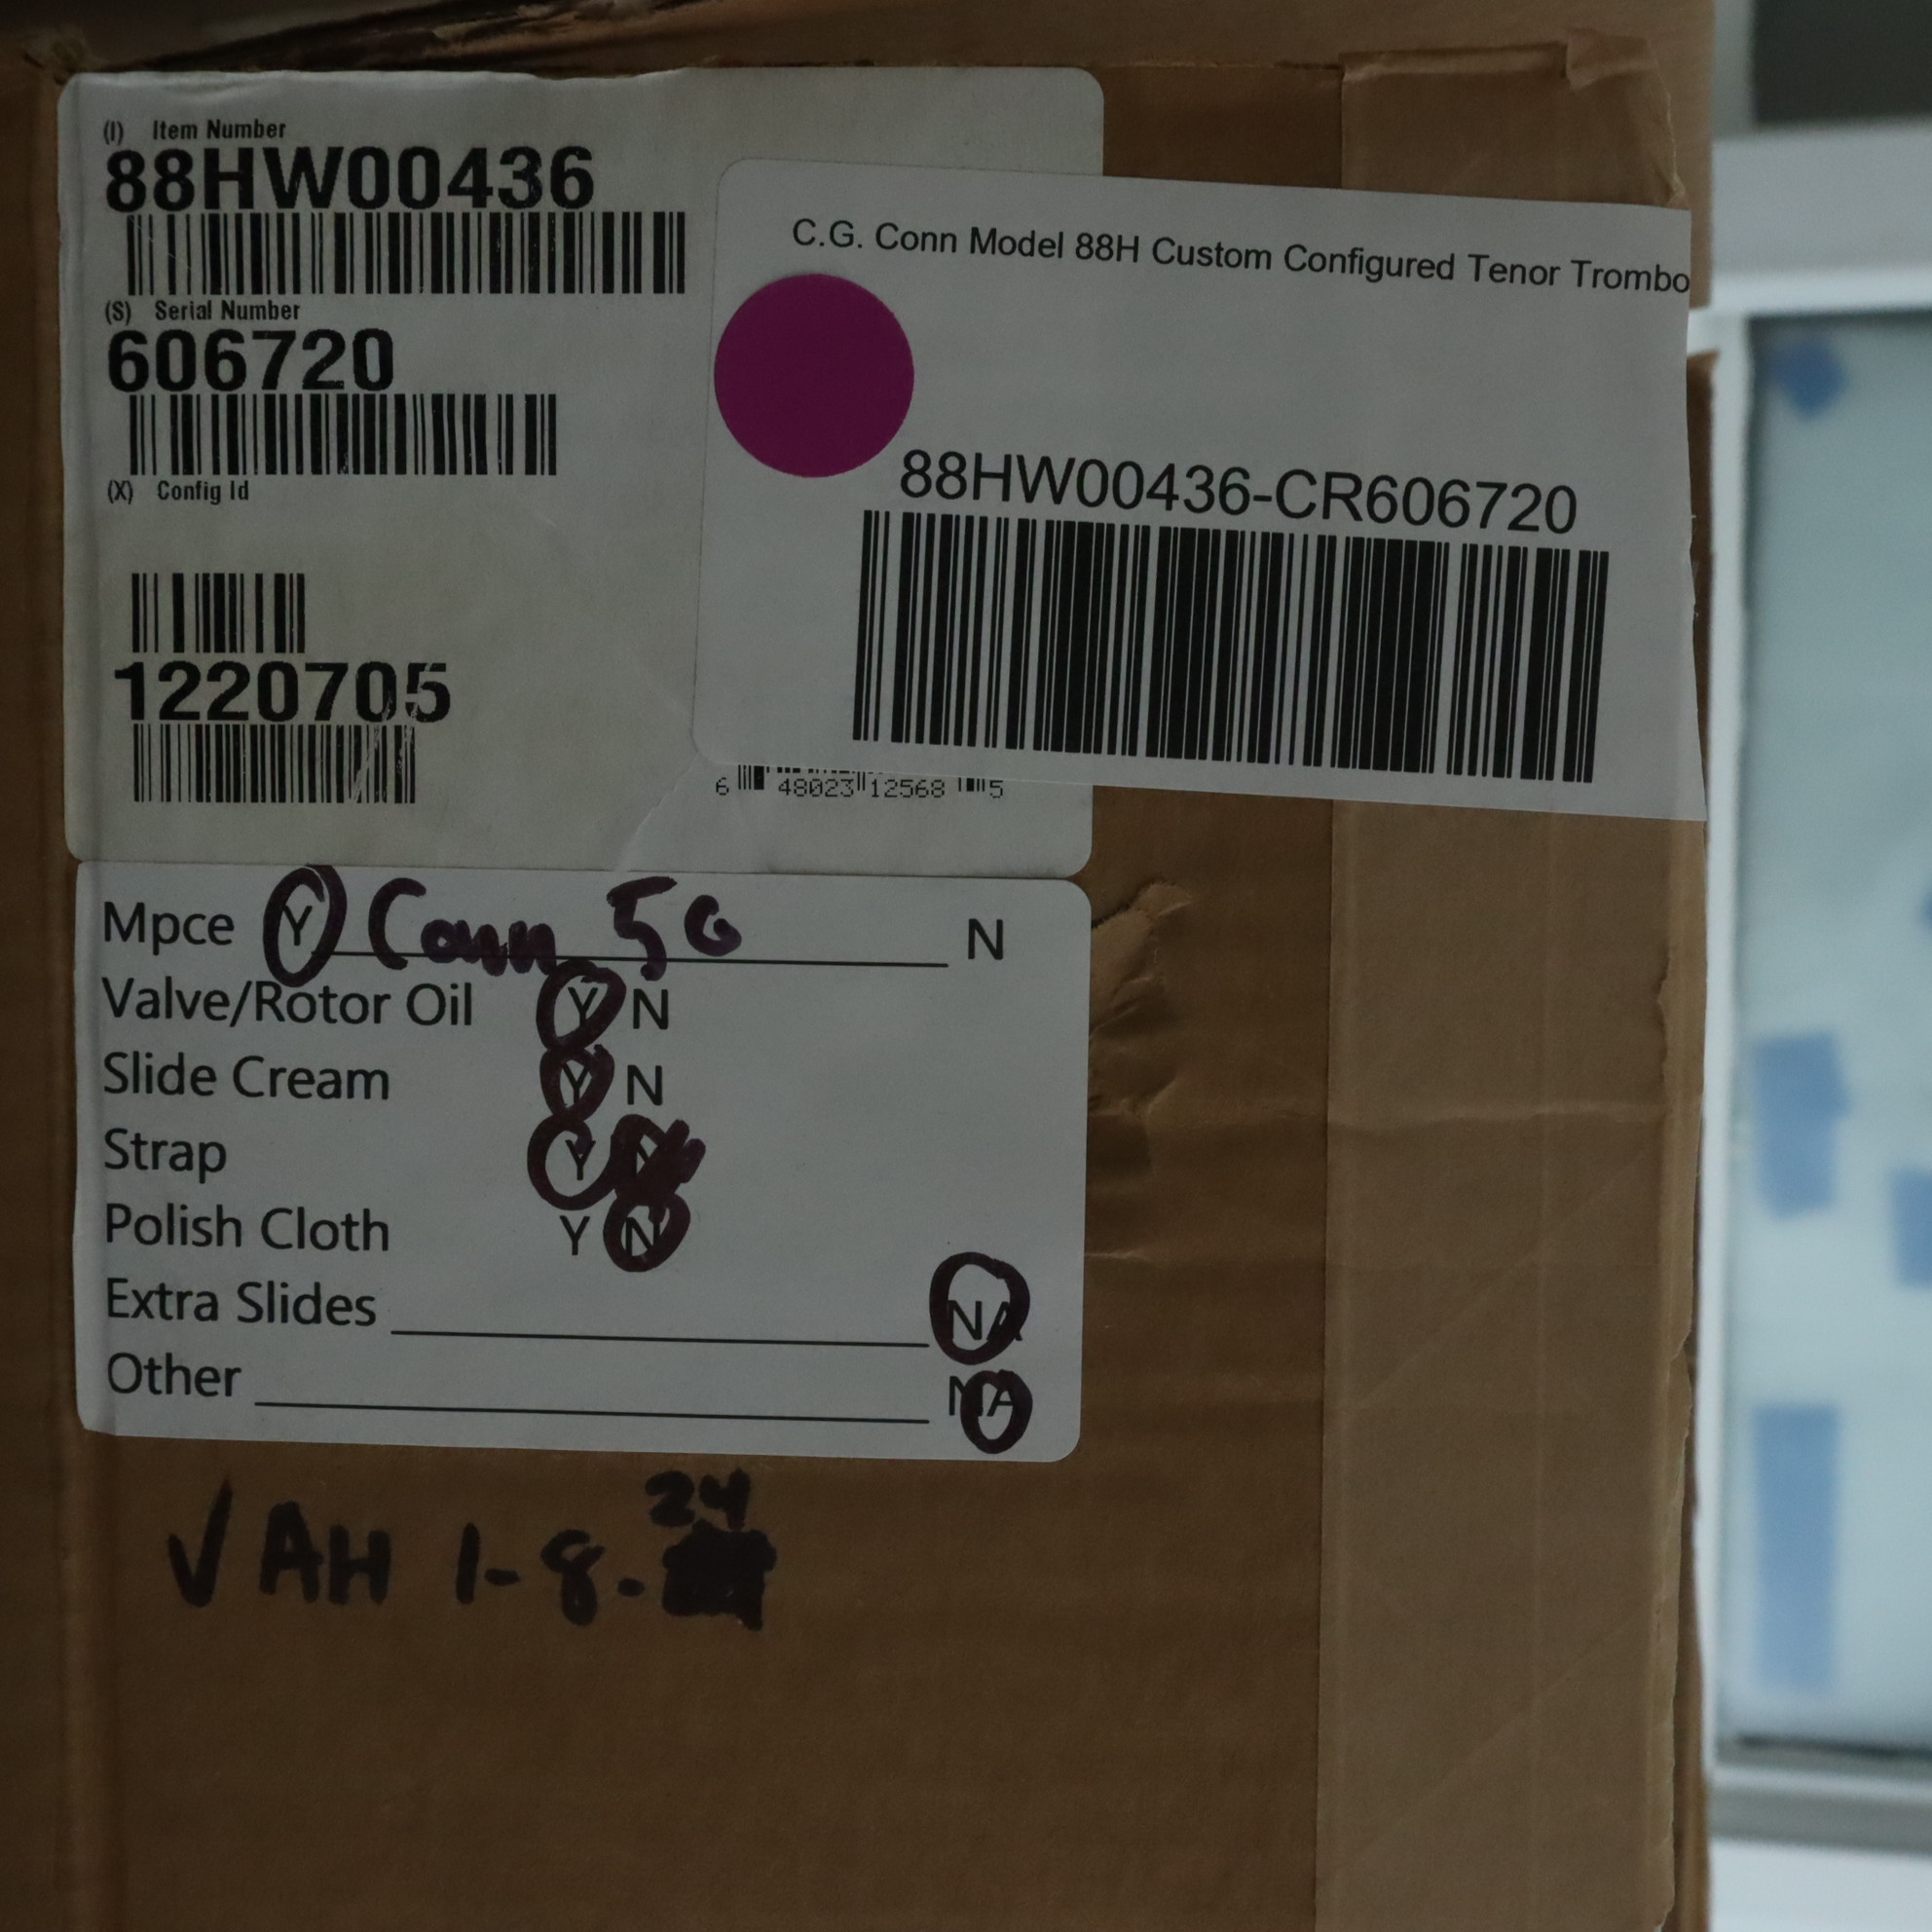 (I) Item Number
88HW00436
(S) Serial Number
606720
(X) Config Id
1220705
C.G. Conn Model 88H Custom Configured Tenor Trombo
88HW00436-CR606720
6 48023 12568 5
Mpce Y Conn 5G N
Valve/Rotor Oil Y N
Slide Cream Y N
Strap Y N
Polish Cloth Y N
Extra Slides NA
Other NA
24
√ AH 1-8.